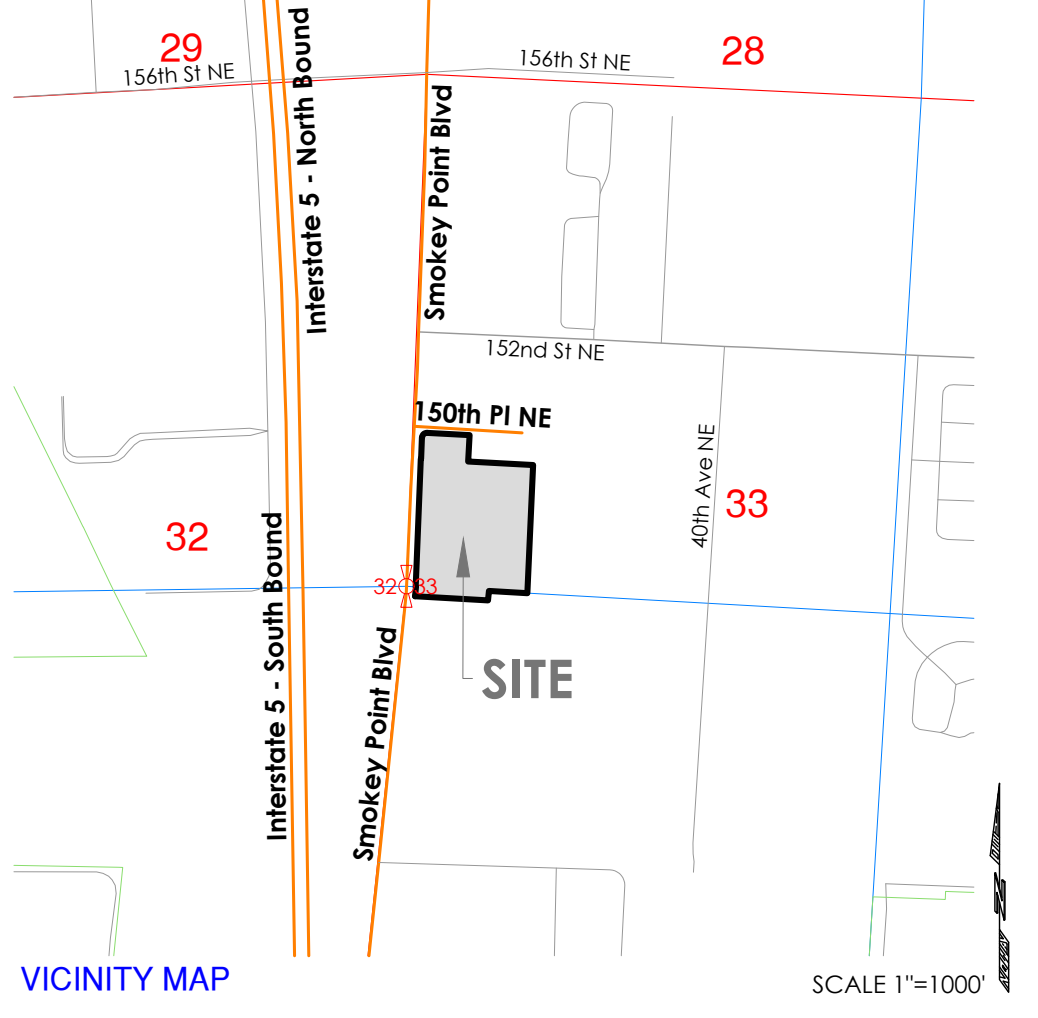 29
28
156th St NE
156th St NE
Interstate 5 - North Bound
Smokey Point Blvd
152nd St NE
150th Pl NE
40th Ave NE
33
32
32
33
Interstate 5 - South Bound
Smokey Point Blvd
SITE
N
VICINITY MAP
SCALE 1"=1000'